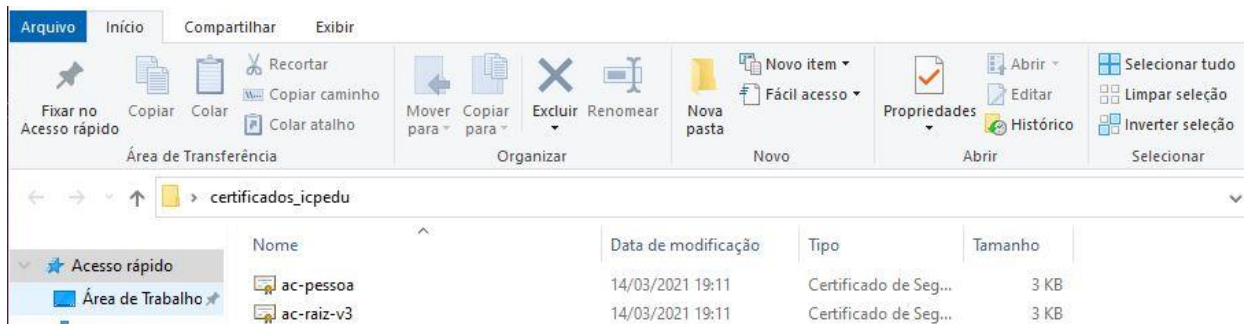 Arquivo Início Compartilhar Exibir
Fixar no Acesso rápido
Copiar
Colar
Recortar
Copiar caminho
Colar atalho
Área de Transferência
Mover para
Copiar para
Excluir
Renomear
Organizar
Nova pasta
Novo item
Fácil acesso
Novo
Propriedades
Abrir
Editar
Histórico
Abrir
Selecionar tudo
Limpar seleção
Inverter seleção
Selecionar
certificados_icpedu
Acesso rápido
Área de Trabalho
Nome Data de modificação Tipo Tamanho
ac-pessoa 14/03/2021 19:11 Certificado de Seg... 3 KB
ac-raiz-v3 14/03/2021 19:11 Certificado de Seg... 3 KB